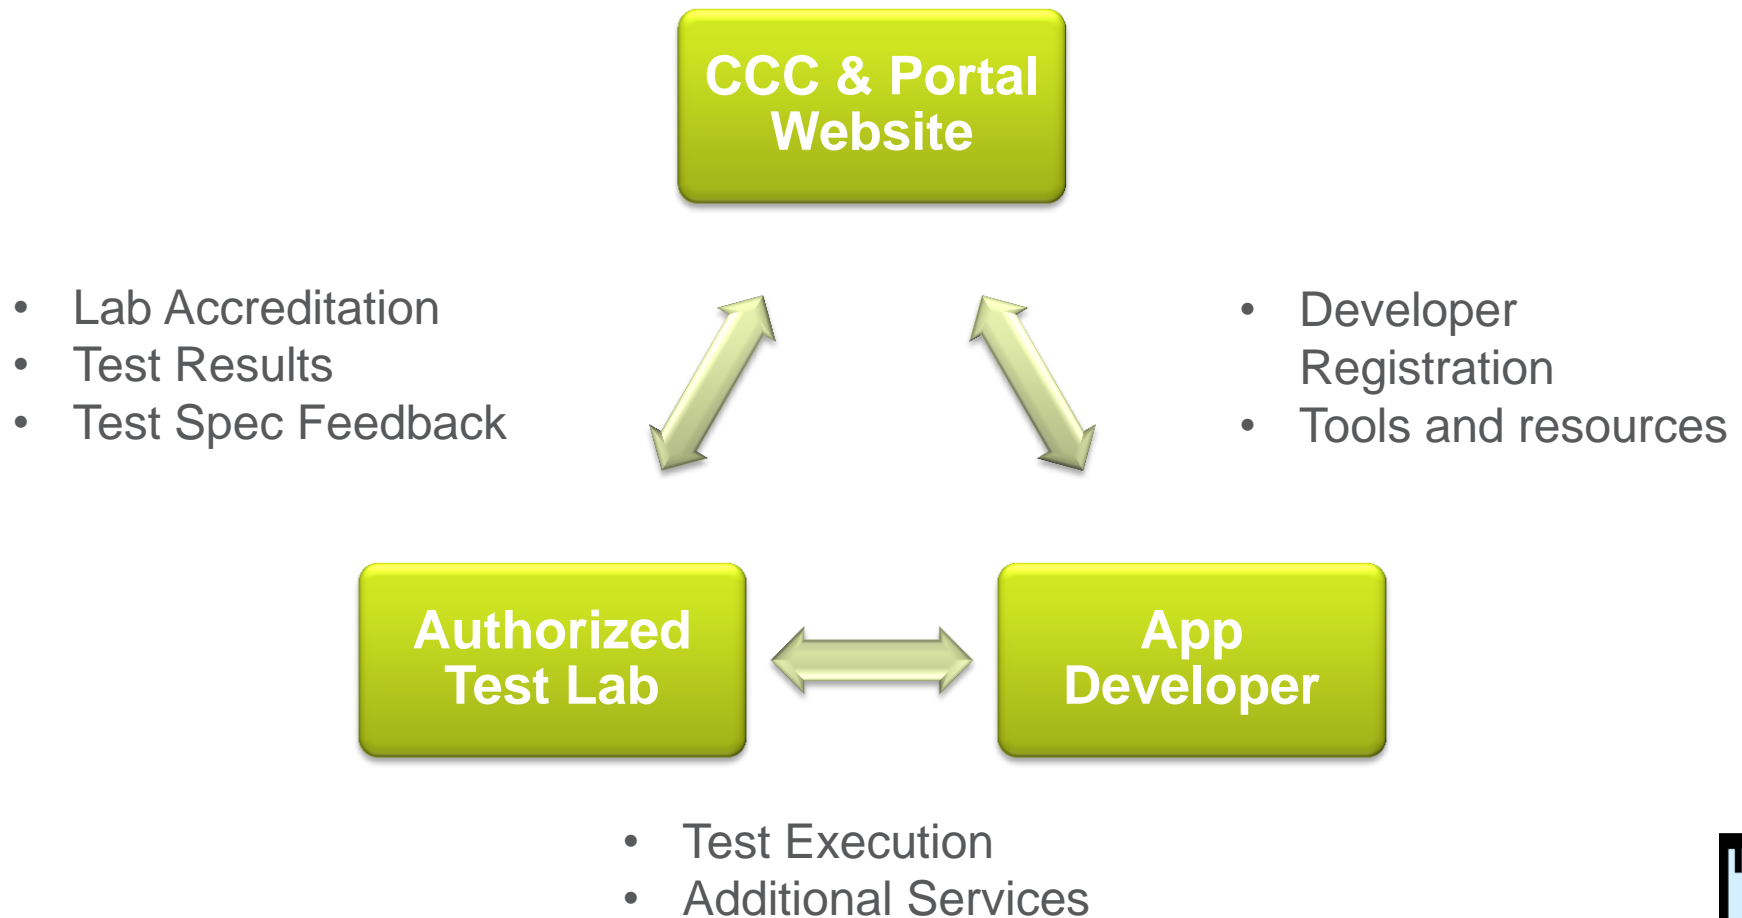 CCC & Portal
Website
• Lab Accreditation
• Test Results
• Test Spec Feedback
• Developer
Registration
• Tools and resources
Authorized
Test Lab
App
Developer
• Test Execution
• Additional Services